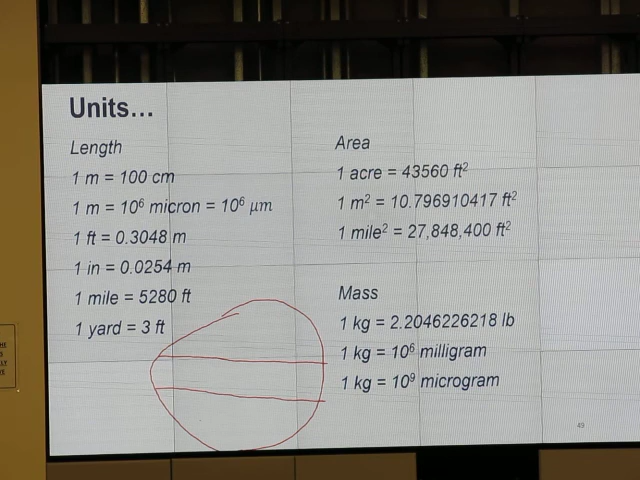 Units…
Length
1 m = 100 cm
1 m = 10⁶ micron = 10⁶ μm
1 ft = 0.3048 m
1 in = 0.0254 m
1 mile = 5280 ft
1 yard = 3 ft
Area
1 acre = 43560 ft²
1 m² = 10.796910417 ft²
1 mile² = 27,848,400 ft²
Mass
1 kg = 2.2046226218 lb
1 kg = 10⁶ milligram
1 kg = 10⁹ microgram
49